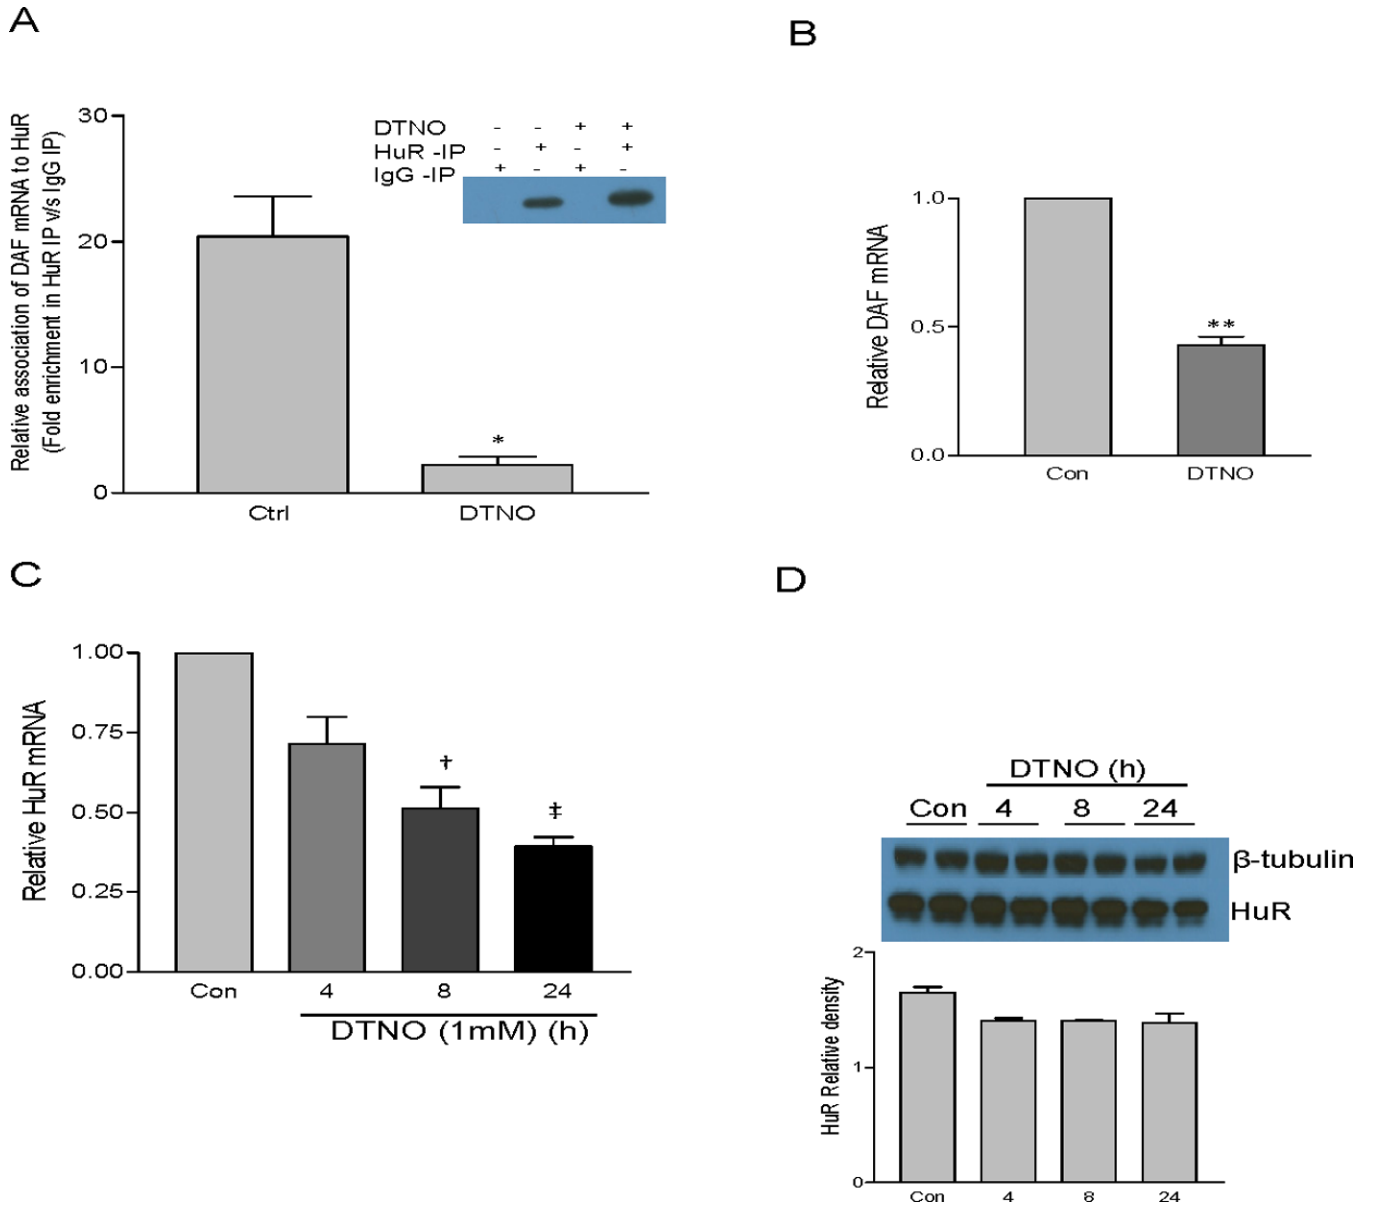 A
Relative association of DAF mRNA to HuR
(Fold enrichment in HuR IP v/s IgG IP)
30
20
10
0
DTNO - - + +
HuR -IP - + - +
IgG -IP + - + -
*
Ctrl DTNO
B
Relative DAF mRNA
1.0
0.5
0.0
**
Con DTNO
C
Relative HuR mRNA
1.00
0.75
0.50
0.25
0.00
†
‡
Con 4 8 24
DTNO (1mM) (h)
D
DTNO (h)
Con 4 8 24
β-tubulin
HuR
HuR Relative density
2
1
0
Con 4 8 24